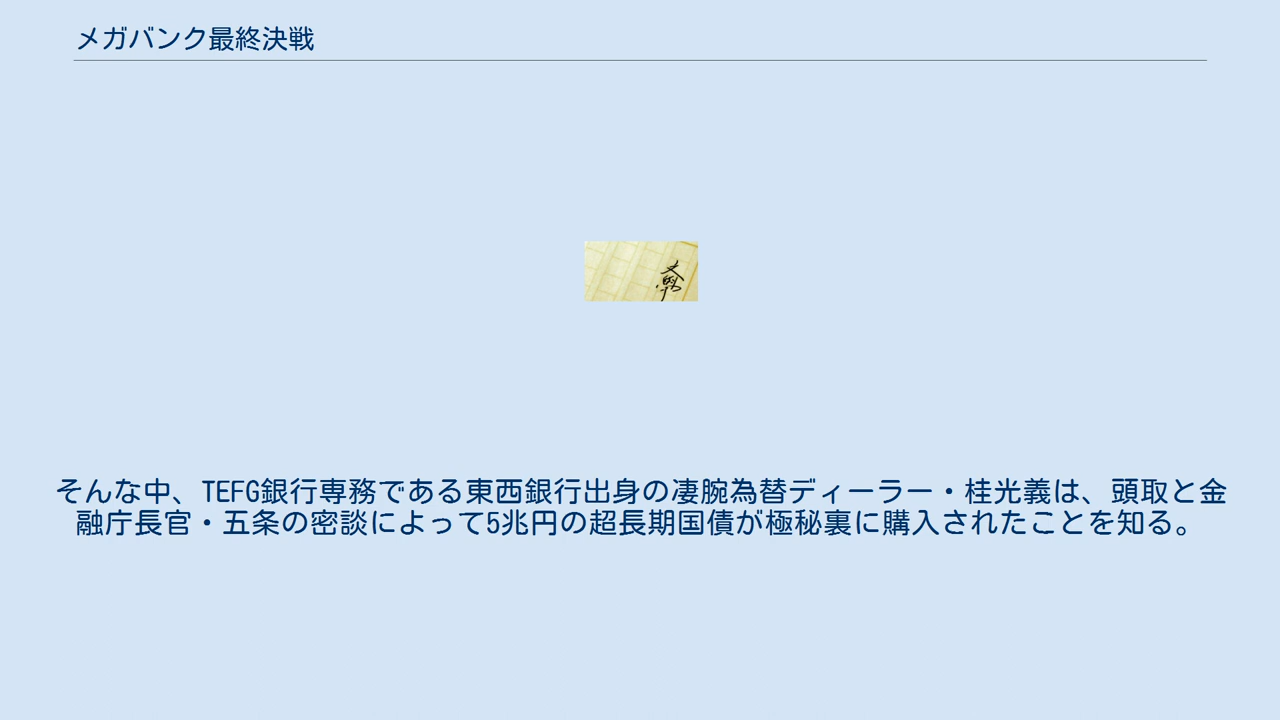 メガバンク最終決戦
そんな中、TEFG銀行専務である東西銀行出身の凄腕為替ディーラー・桂光義は、頭取と金
融庁長官・五条の密談によって5兆円の超長期国債が極秘裏に購入されたことを知る。